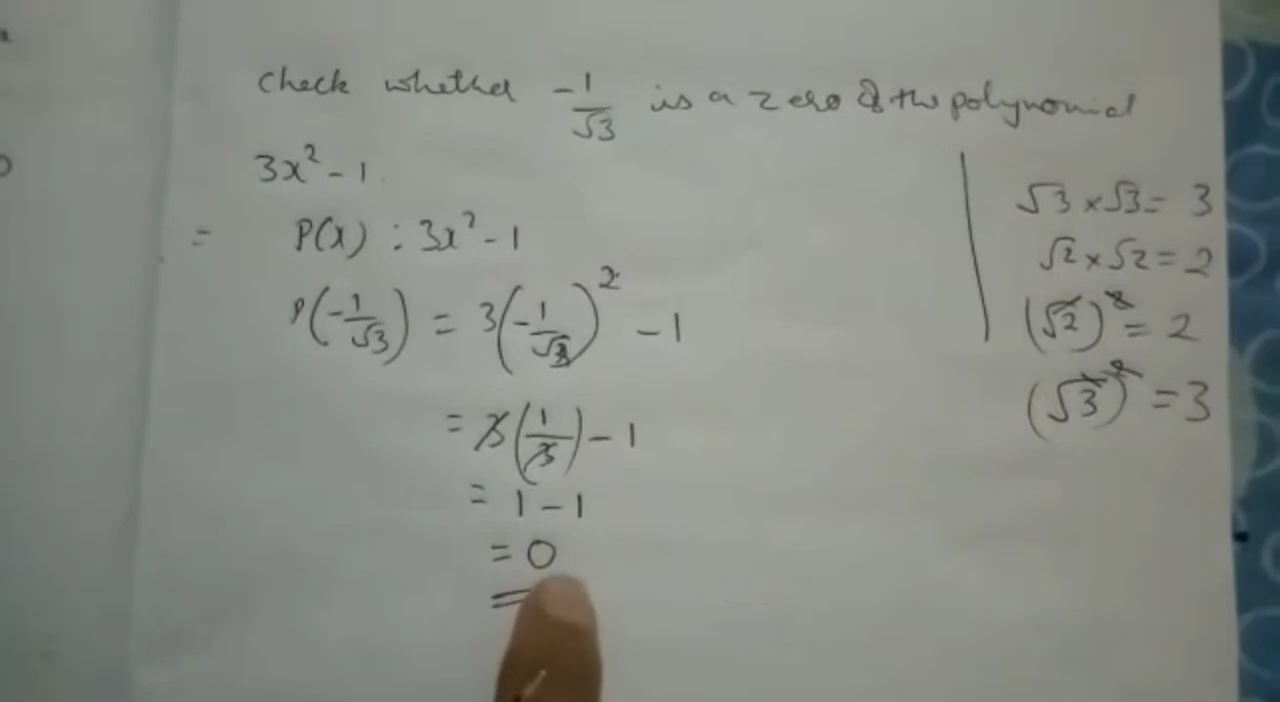 check whether -1/√3 is a zero of the polynomial
3x² - 1
= P(x) : 3x² - 1
P(-1/√3) = 3(-1/√3)² - 1
= 3(1/3) - 1
= 1 - 1
= 0
√3 × √3 = 3
√2 × √2 = 2
(√2)² = 2
(√3)² = 3